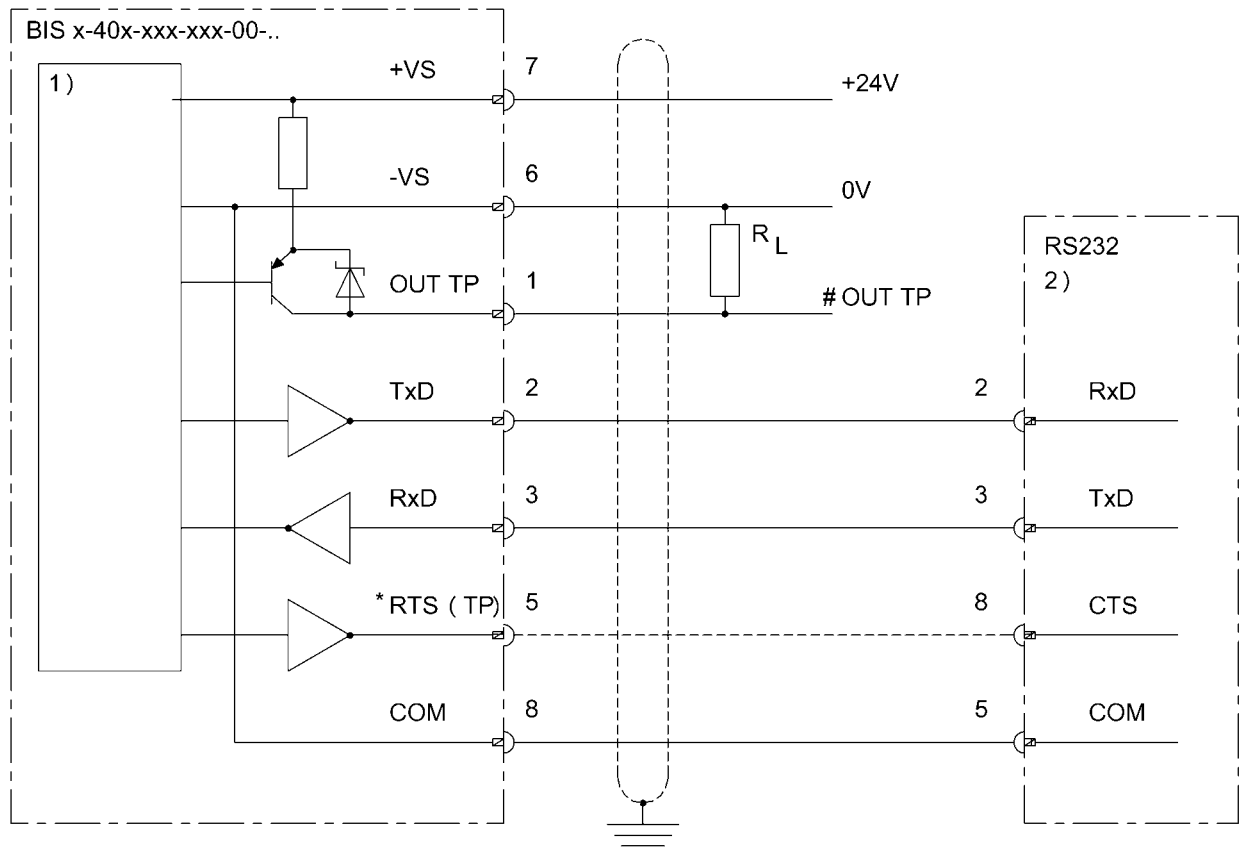 BIS x-40x-xxx-xxx-00-..
1)
+VS 7 +24V
-VS 6 0V
R L
RS232
2)
OUT TP 1 # OUT TP
TxD 2 2 RxD
RxD 3 3 TxD
*RTS ( TP) 5 8 CTS
COM 8 5 COM